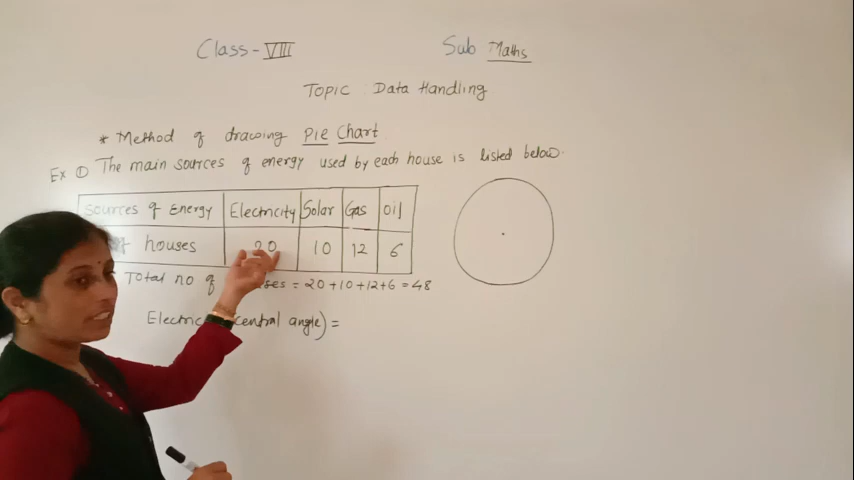 Class-VIII
Sub Maths
TOPIC : Data Handling
* Method of drawing PIE Chart
Ex ① The main sources of energy used by each house is listed below.
Sources of Energy Electricity Solar Gas Oil
houses 20 10 12 6
Total no of = 20+10+12+6 = 48
central angle) =